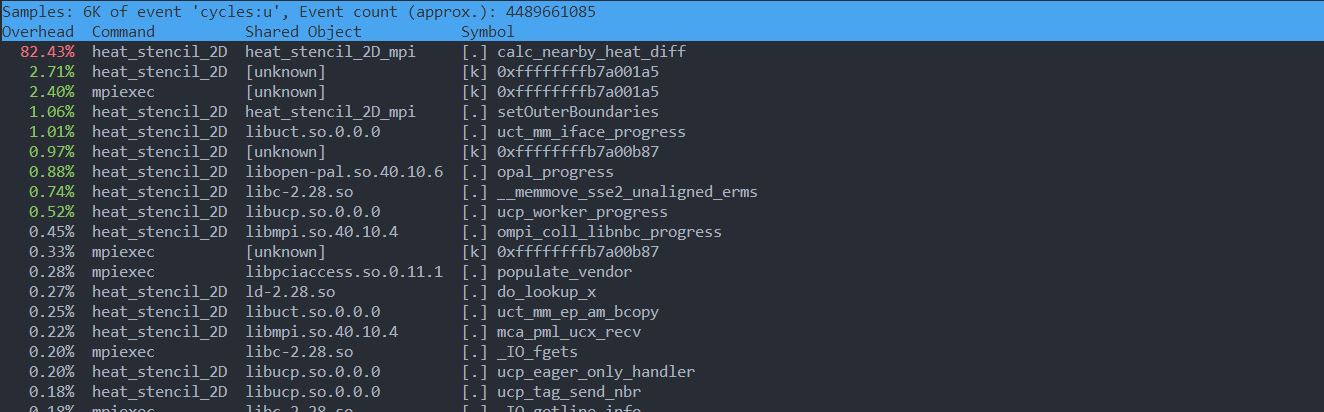 Samples: 6K of event 'cycles:u', Event count (approx.): 4489661085
Overhead Command Shared Object Symbol
82.43% heat_stencil_2D heat_stencil_2D_mpi [.] calc_nearby_heat_diff
2.71% heat_stencil_2D [unknown] [k] 0xffffffffb7a001a5
2.40% mpiexec [unknown] [k] 0xffffffffb7a001a5
1.06% heat_stencil_2D heat_stencil_2D_mpi [.] setOuterBoundaries
1.01% heat_stencil_2D libuct.so.0.0.0 [.] uct_mm_iface_progress
0.97% heat_stencil_2D [unknown] [k] 0xffffffffb7a00b87
0.88% heat_stencil_2D libopen-pal.so.40.10.6 [.] opal_progress
0.74% heat_stencil_2D libc-2.28.so [.] __memmove_sse2_unaligned_erms
0.52% heat_stencil_2D libucp.so.0.0.0 [.] ucp_worker_progress
0.45% heat_stencil_2D libmpi.so.40.10.4 [.] ompi_coll_libnbc_progress
0.33% mpiexec [unknown] [k] 0xffffffffb7a00b87
0.28% mpiexec libpciaccess.so.0.11.1 [.] populate_vendor
0.27% heat_stencil_2D ld-2.28.so [.] do_lookup_x
0.25% heat_stencil_2D libuct.so.0.0.0 [.] uct_mm_ep_am_bcopy
0.22% heat_stencil_2D libmpi.so.40.10.4 [.] mca_pml_ucx_recv
0.20% mpiexec libc-2.28.so [.] _IO_fgets
0.20% heat_stencil_2D libucp.so.0.0.0 [.] ucp_eager_only_handler
0.18% heat_stencil_2D libucp.so.0.0.0 [.] ucp_tag_send_nbr
0.18% mpiexec libc-2.28.so [.] _IO_getline_info